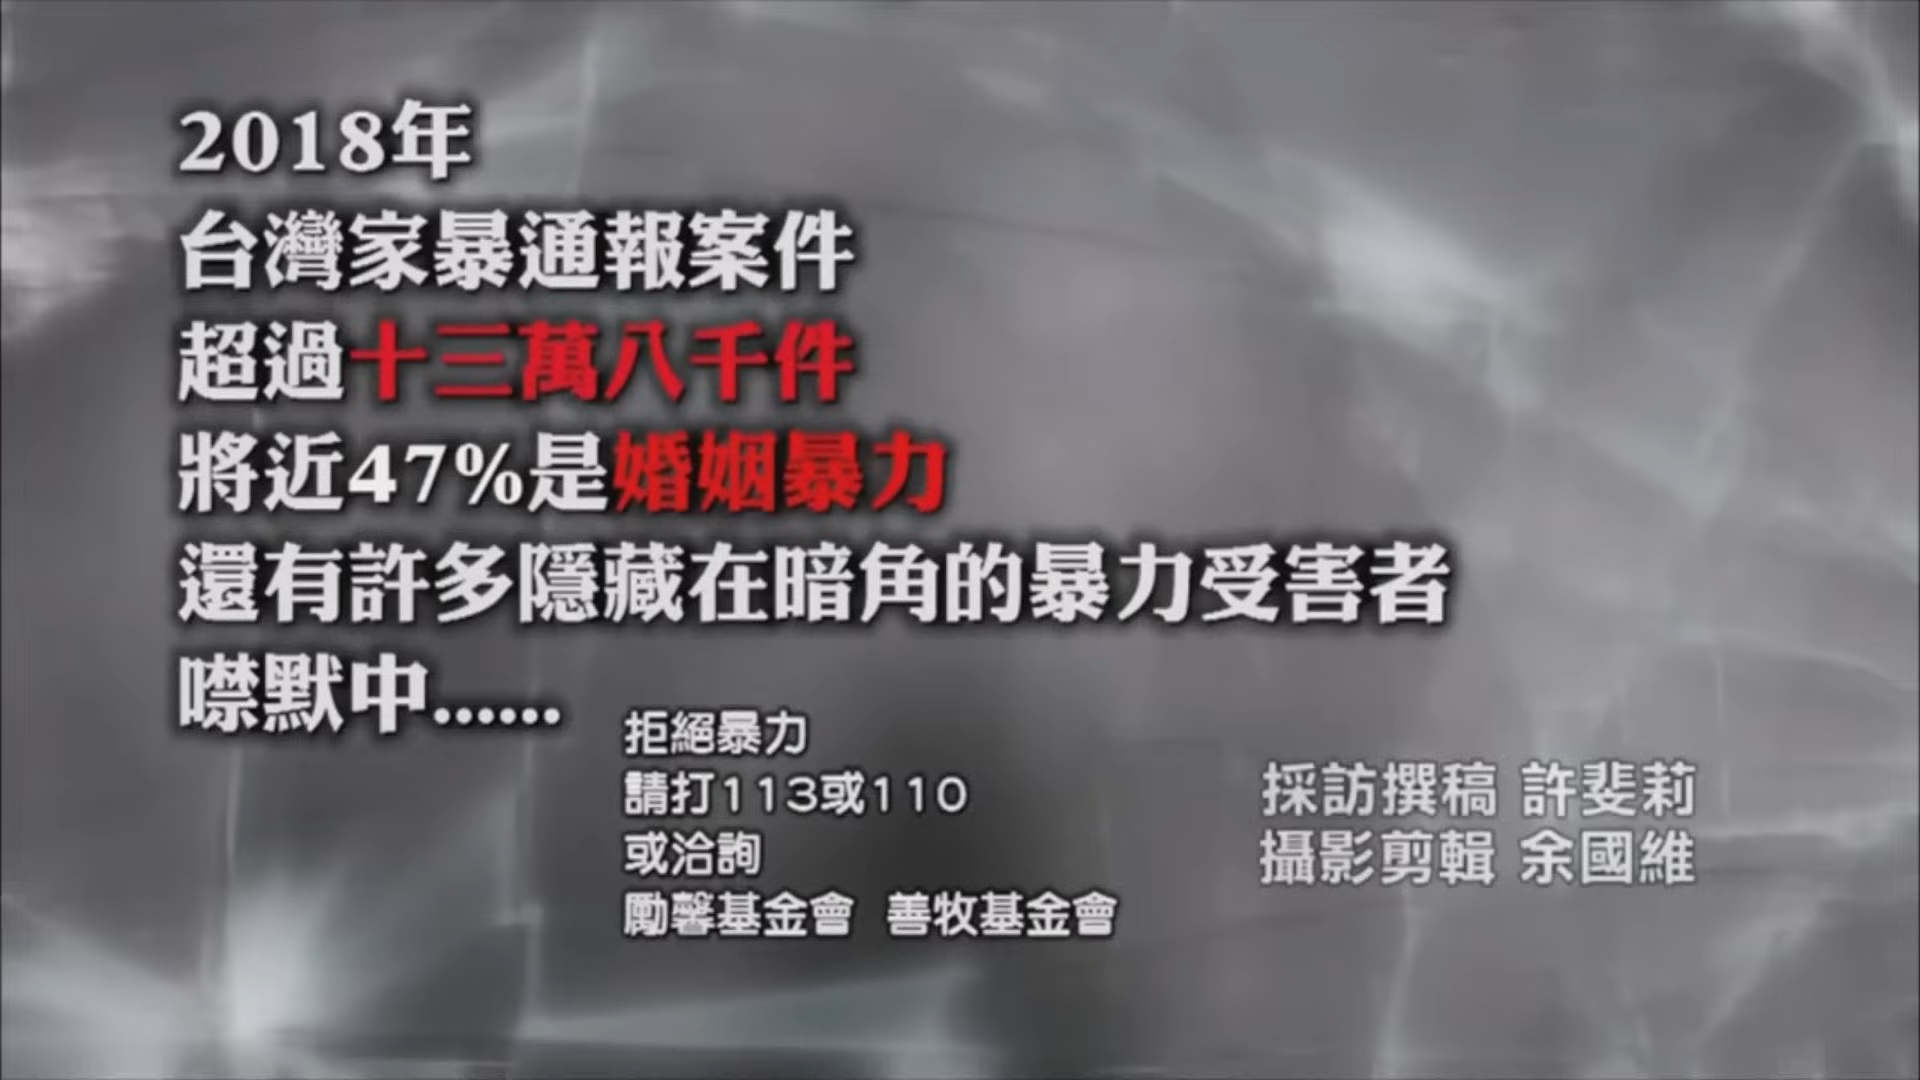 2018年
台灣家暴通報案件
超過十三萬八千件
將近47%是婚姻暴力
還有許多隱藏在暗角的暴力受害者
噤默中......
拒絕暴力
請打113或110
或洽詢
勵馨基金會 善牧基金會
採訪撰稿 許斐莉
攝影剪輯 余國維